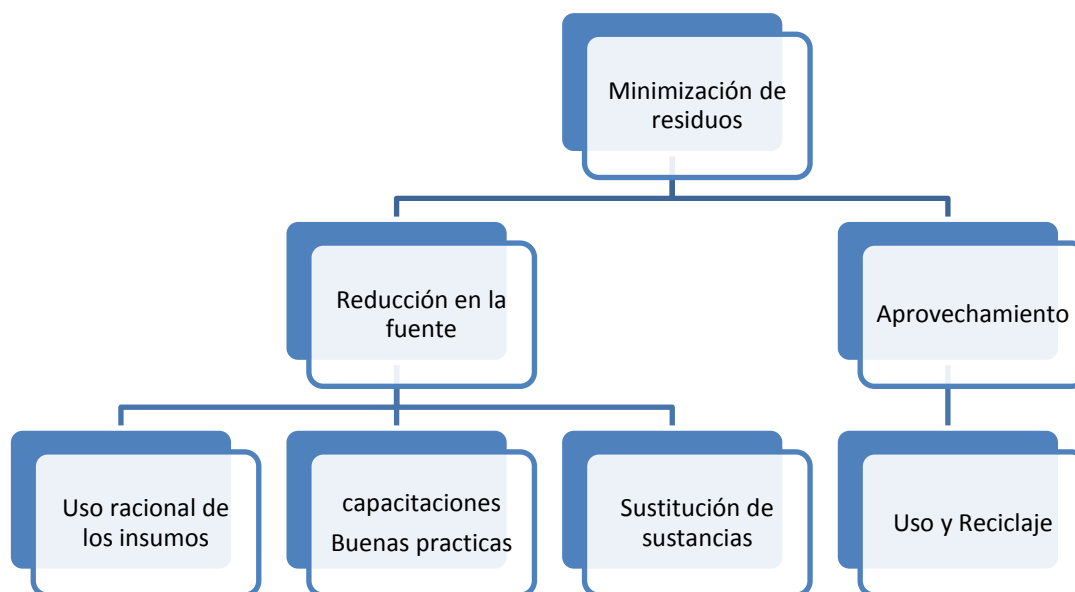 Minimización de
residuos
Reducción en la
fuente
Aprovechamiento
Uso racional de
los insumos
capacitaciones
Buenas practicas
Sustitución de
sustancias
Uso y Reciclaje